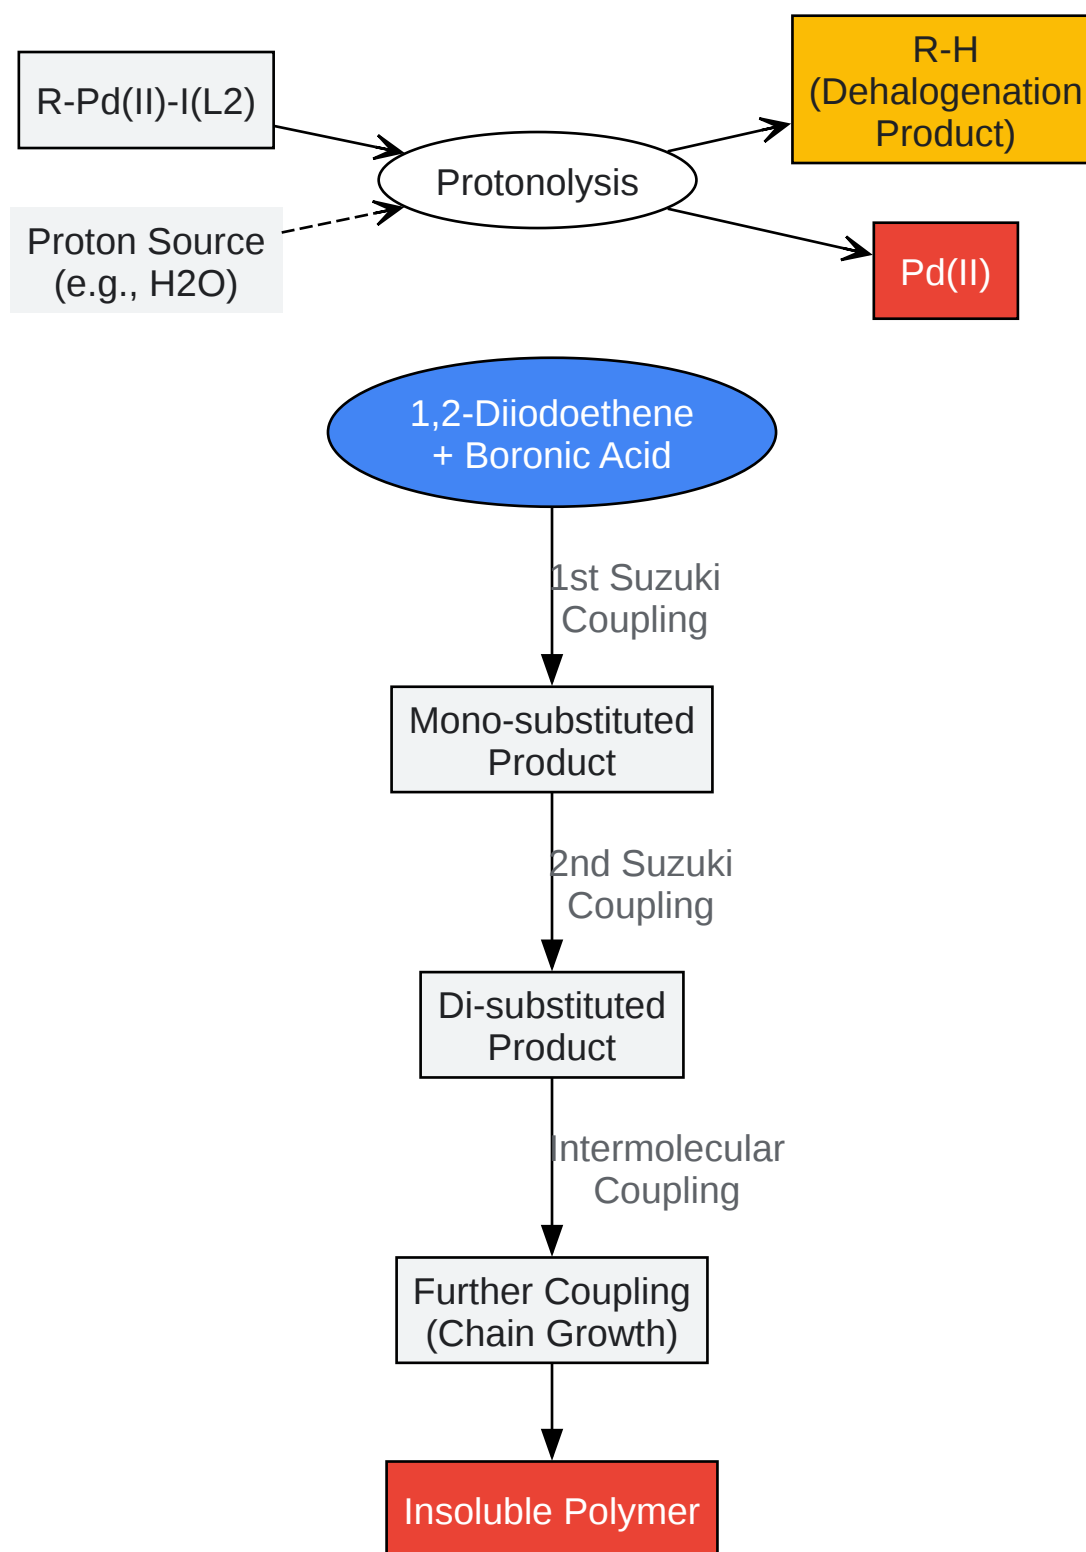 R-Pd(II)-I(L2)
Proton Source
(e.g., H2O)
Protonolysis
R-H
(Dehalogenation
Product)
Pd(II)
1,2-Diiodoethene
+ Boronic Acid
1st Suzuki
Coupling
Mono-substituted
Product
2nd Suzuki
Coupling
Di-substituted
Product
Intermolecular
Coupling
Further Coupling
(Chain Growth)
Insoluble Polymer